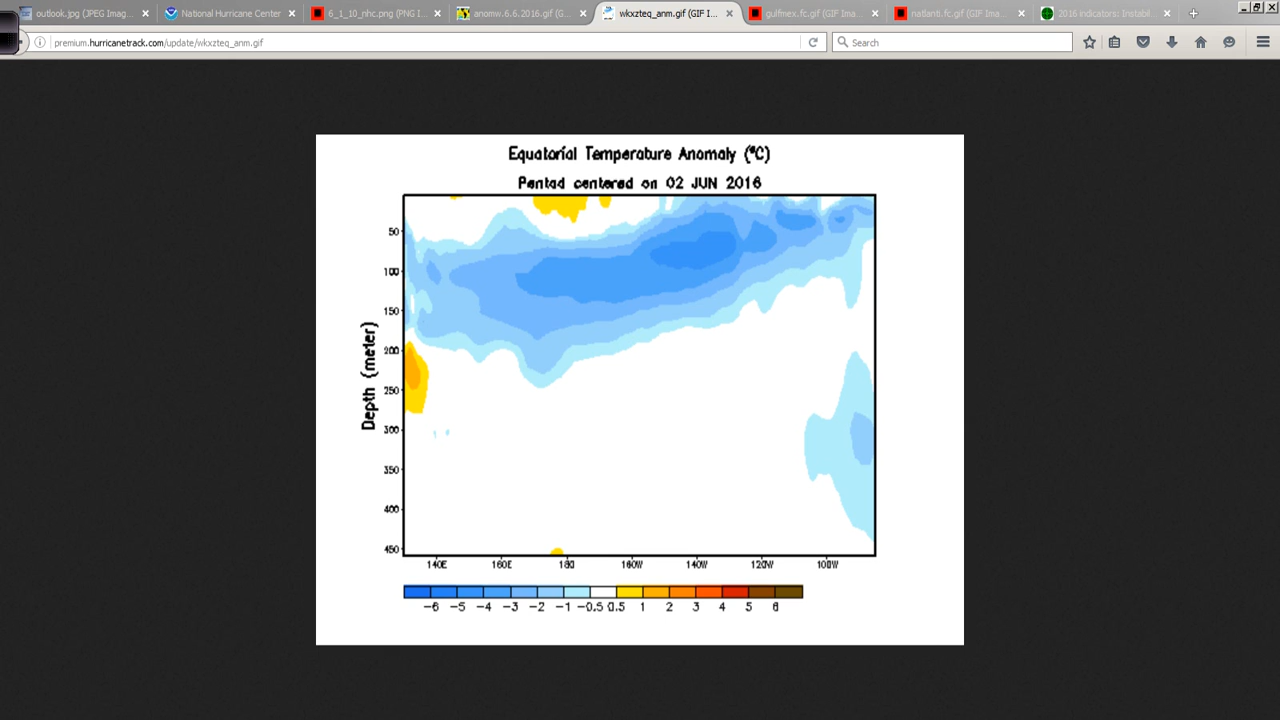 outlook.jpg (JPEG Imag...
National Hurricane Center
6_1_10_nhc.png (PNG I...
anomw.6.6.2016.gif (G...
wkxzteq_anm.gif (GIF I...
gulfmex.fc.gif (GIF Ima...
natlanti.fc.gif (GIF Ima...
2016 indicators: Instabil...
premium.hurricanetrack.com/update/wkxzteq_anm.gif
Search
Equatorial Temperature Anomaly (°C)
Pentad centered on 02 JUN 2016
Depth (meter)
50
100
150
200
250
300
350
400
450
140E 160E 180 160W 140W 120W 100W
-6 -5 -4 -3 -2 -1 -0.5 0.5 1 2 3 4 5 6